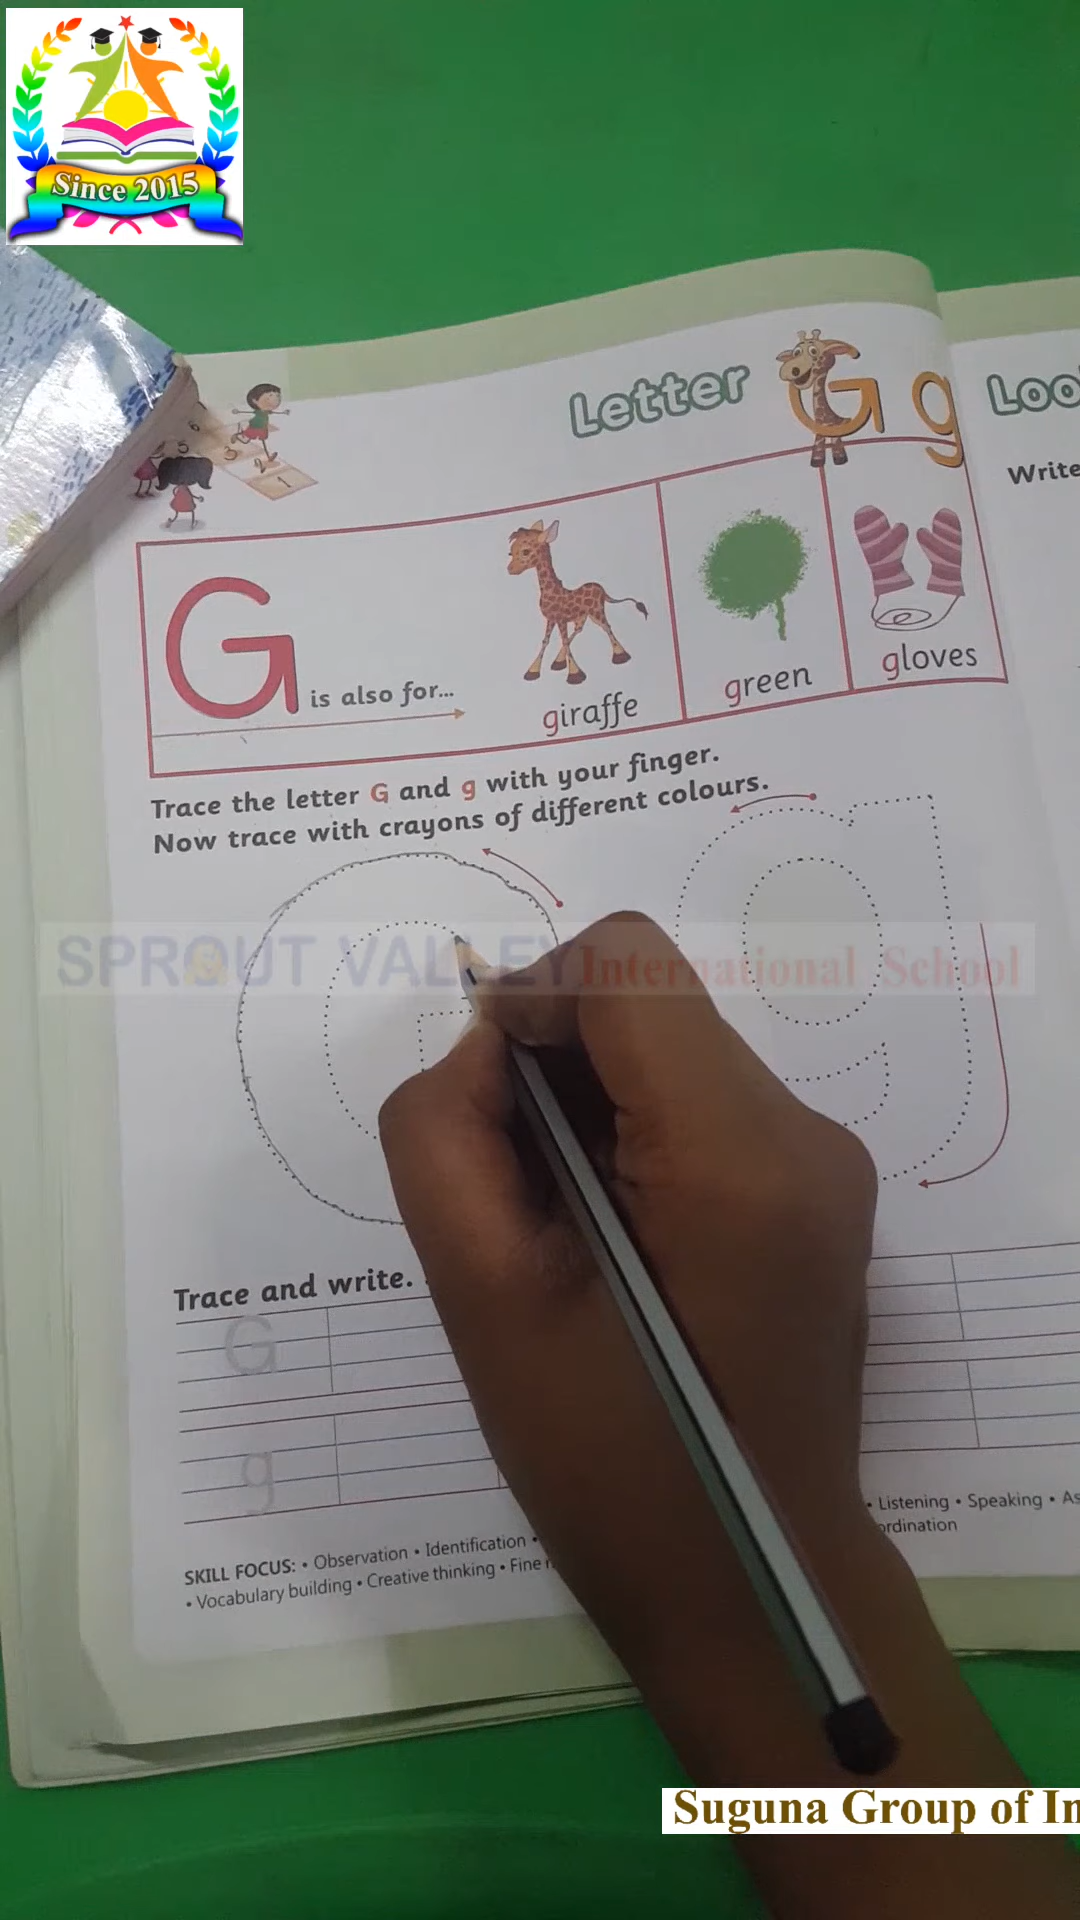 Since 2015
Letter G g
Loo
Write
G is also for...
giraffe
green
gloves
Trace the letter G and g with your finger.
Now trace with crayons of different colours.
SPROUT VALLEY International School
Trace and write.
G
g
SKILL FOCUS: • Observation • Identification •
• Listening • Speaking • As
• Vocabulary building • Creative thinking • Fine
ordination
Suguna Group of In